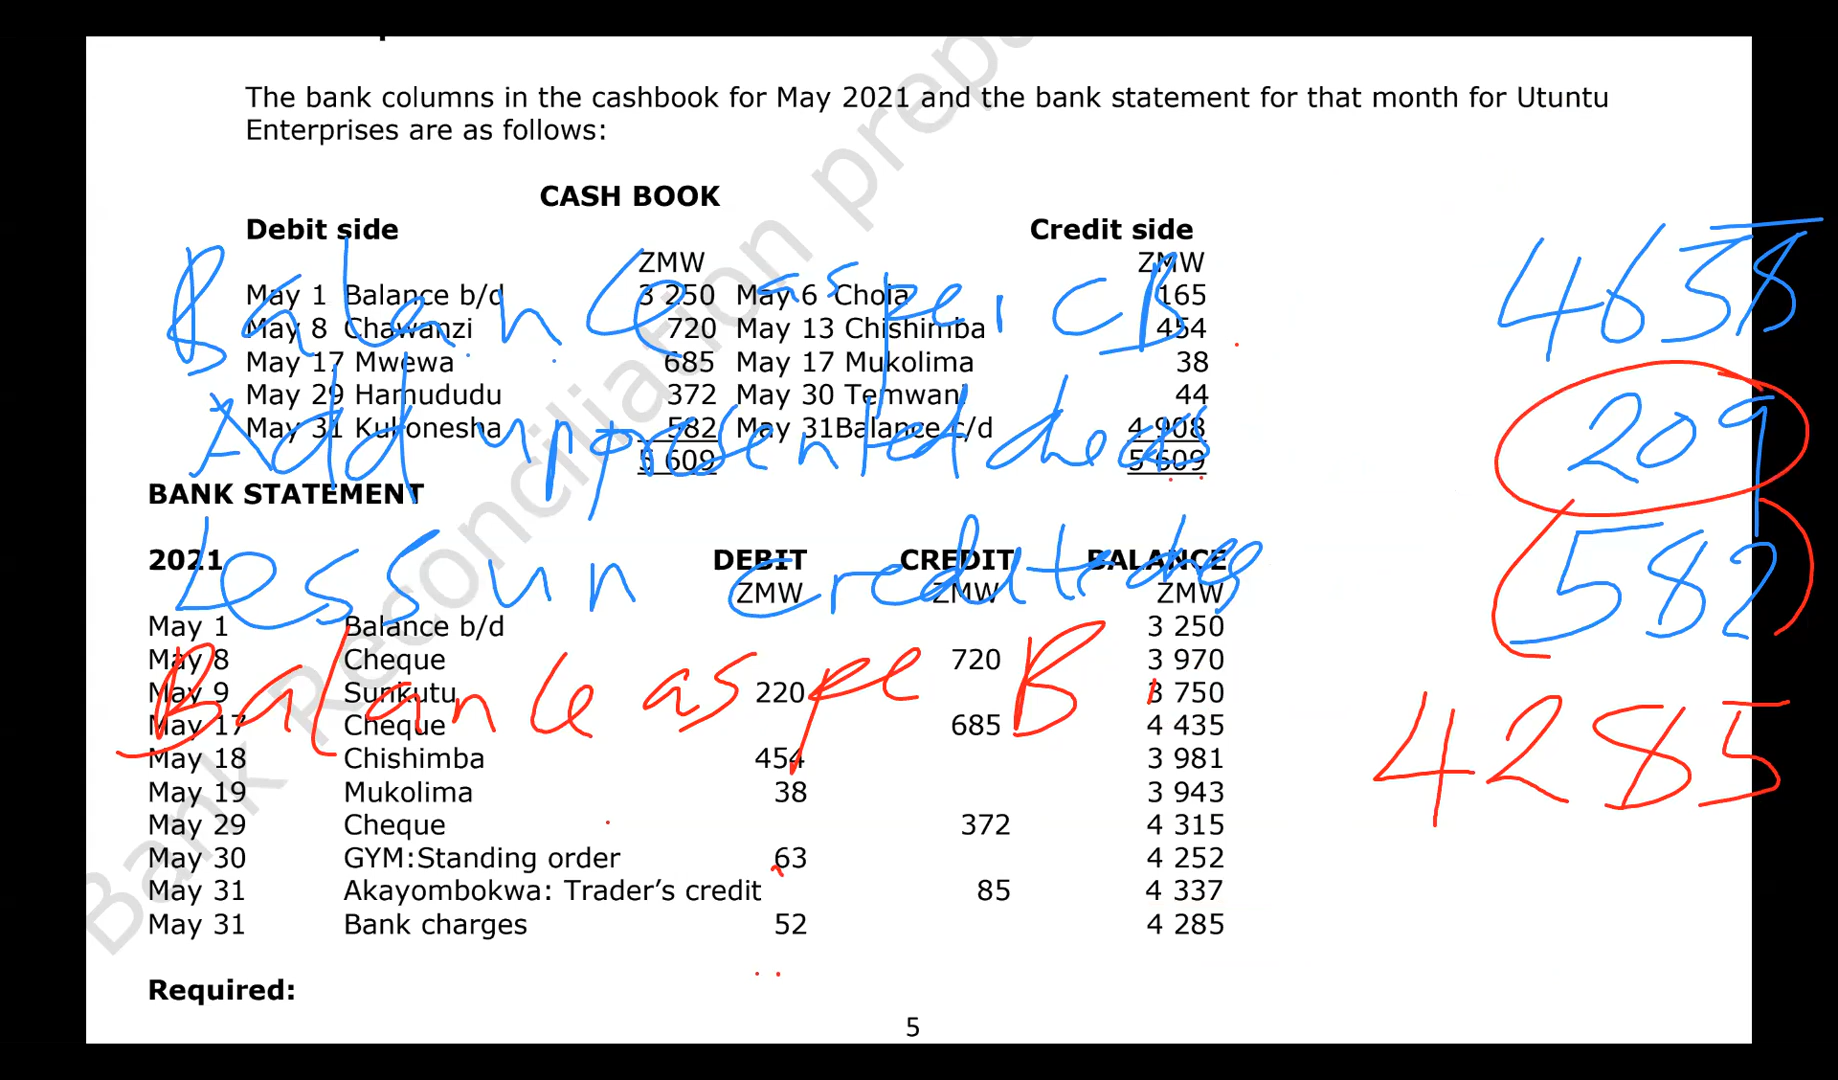 The bank columns in the cashbook for May 2021 and the bank statement for that month for Utuntu
Enterprises are as follows:
CASH BOOK
Debit side Credit side
ZMW ZMW
May 1 Balance b/d 3 250 May 6 Chola 165
May 8 Chawanzi 720 May 13 Chishimba 454
May 17 Mwewa 685 May 17 Mukolima 38
May 29 Hamududu 372 May 30 Temwani 44
May 31 Kukonesha 582 May 31Balance c/d 4 908
5 609 5 609
BANK STATEMENT
2021 DEBIT CREDIT BALANCE
ZMW ZMW ZMW
May 1 Balance b/d 3 250
May 8 Cheque 720 3 970
May 9 Sunkutu 220 3 750
May 17 Cheque 685 4 435
May 18 Chishimba 454 3 981
May 19 Mukolima 38 3 943
May 29 Cheque 372 4 315
May 30 GYM:Standing order 63 4 252
May 31 Akayombokwa: Trader's credit 85 4 337
May 31 Bank charges 52 4 285
Required:
5
Balance as per CB 4658
Add unpresented 209
Less un credited 582
Balance as pe B 4285
Bank Reconciliation prepa